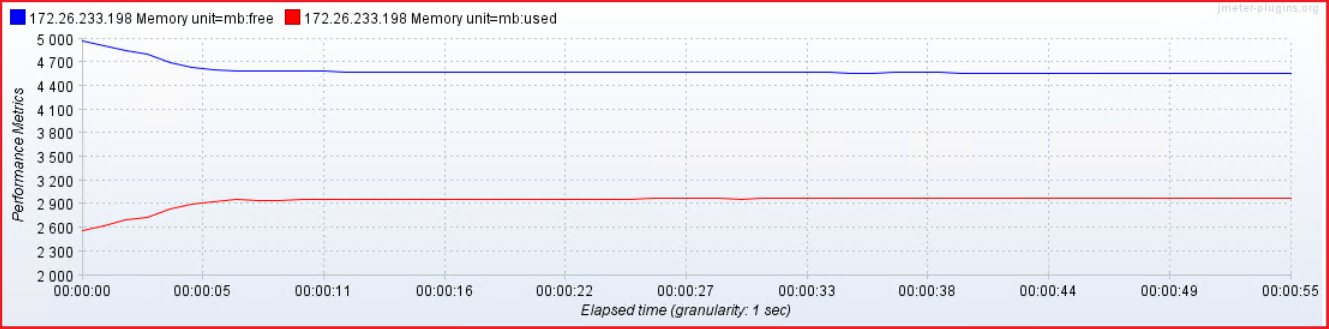 172.26.233.198 Memory unit=mb:free 172.26.233.198 Memory unit=mb:used
jmeter-plugins.org
Performance Metrics
5 000
4 700
4 400
4 100
3 800
3 500
3 200
2 900
2 600
2 300
2 000
00:00:00 00:00:05 00:00:11 00:00:16 00:00:22 00:00:27 00:00:33 00:00:38 00:00:44 00:00:49 00:00:55
Elapsed time (granularity: 1 sec)